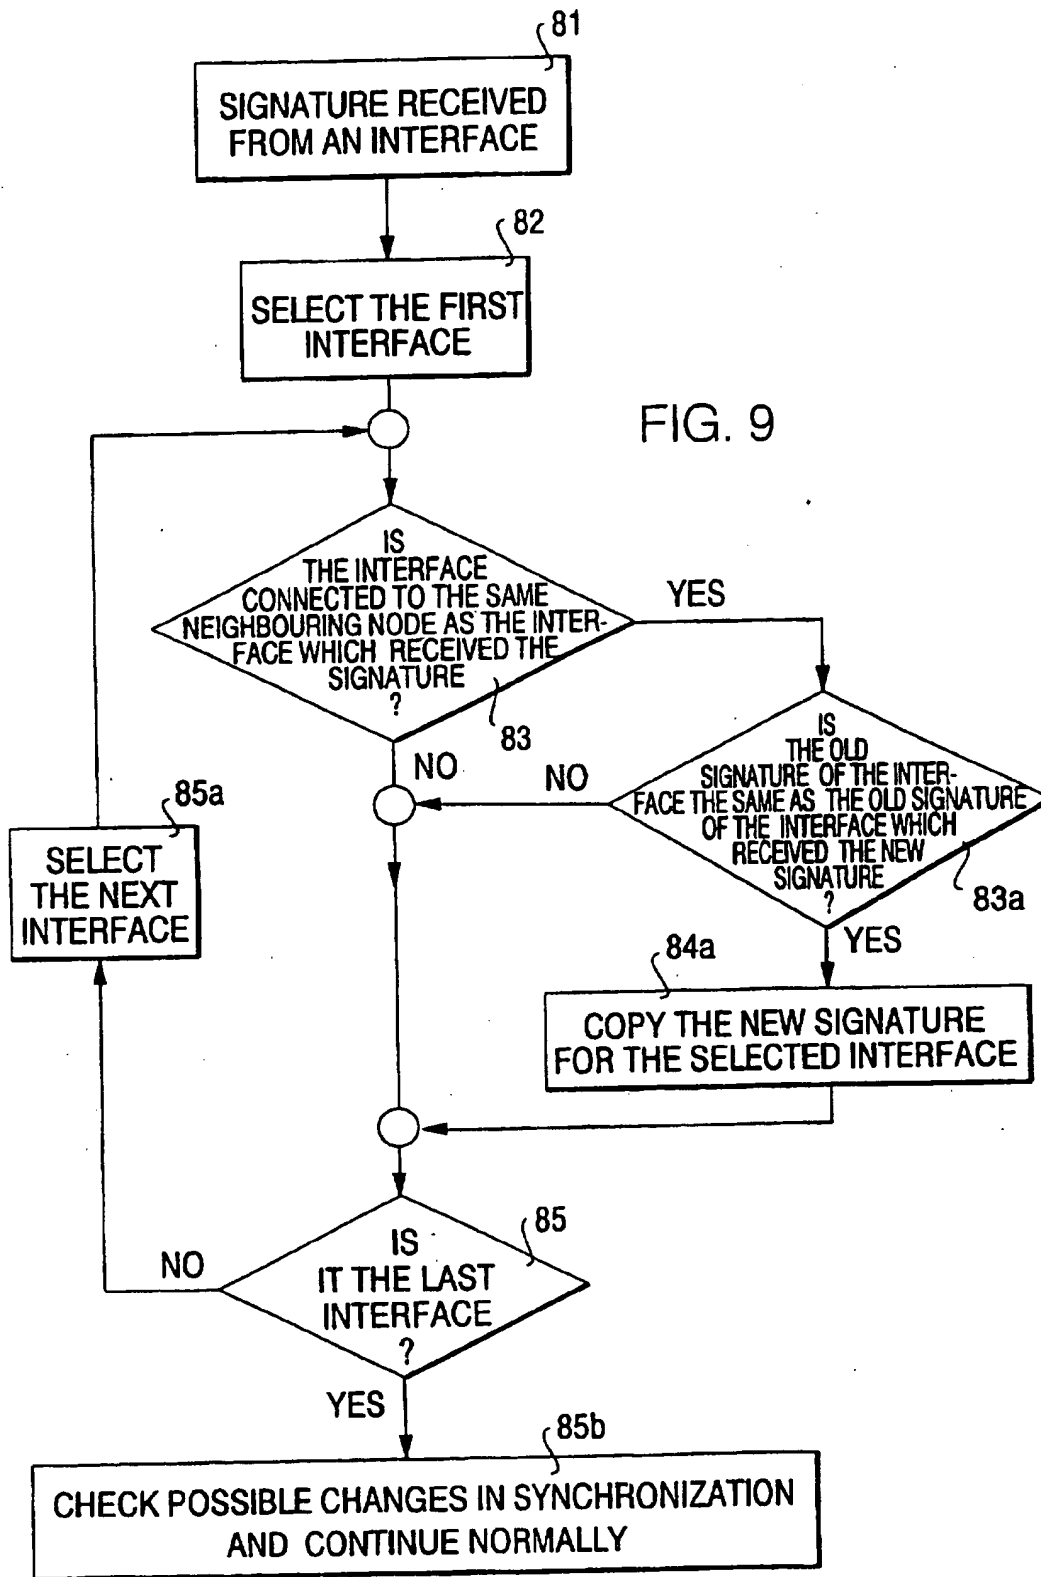 81
SIGNATURE RECEIVED
FROM AN INTERFACE
82
SELECT THE FIRST
INTERFACE
FIG. 9
IS
THE INTERFACE
CONNECTED TO THE SAME
NEIGHBOURING NODE AS THE INTER-
FACE WHICH RECEIVED THE
SIGNATURE
?
YES
83
NO
IS
THE OLD
SIGNATURE OF THE INTER-
FACE THE SAME AS THE OLD SIGNATURE
OF THE INTERFACE WHICH
RECEIVED THE NEW
SIGNATURE
?
NO
83a
YES
85a
SELECT
THE NEXT
INTERFACE
84a
COPY THE NEW SIGNATURE
FOR THE SELECTED INTERFACE
85
IS
IT THE LAST
INTERFACE
?
NO
YES
85b
CHECK POSSIBLE CHANGES IN SYNCHRONIZATION
AND CONTINUE NORMALLY